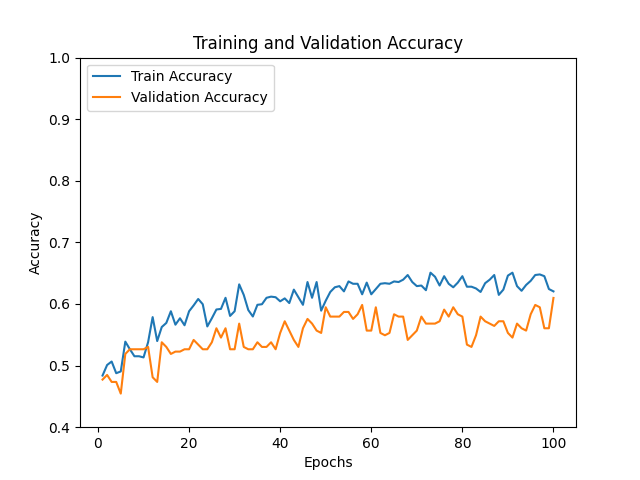 Training and Validation Accuracy
Train Accuracy
Validation Accuracy
1.0
0.9
0.8
0.7
0.6
0.5
0.4
Accuracy
0 20 40 60 80 100
Epochs